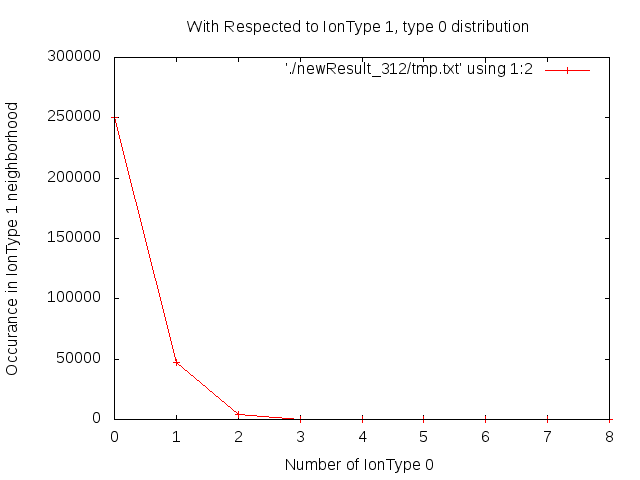 With Respected to IonType 1, type 0 distribution
'./newResult_312/tmp.txt' using 1:2
300000
250000
200000
150000
100000
50000
0
Occurance in IonType 1 neighborhood
0 1 2 3 4 5 6 7 8
Number of IonType 0